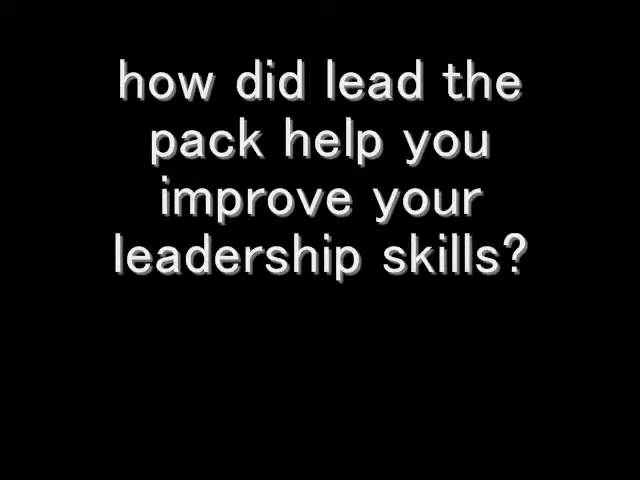 how did lead the
pack help you
improve your
leadership skills?